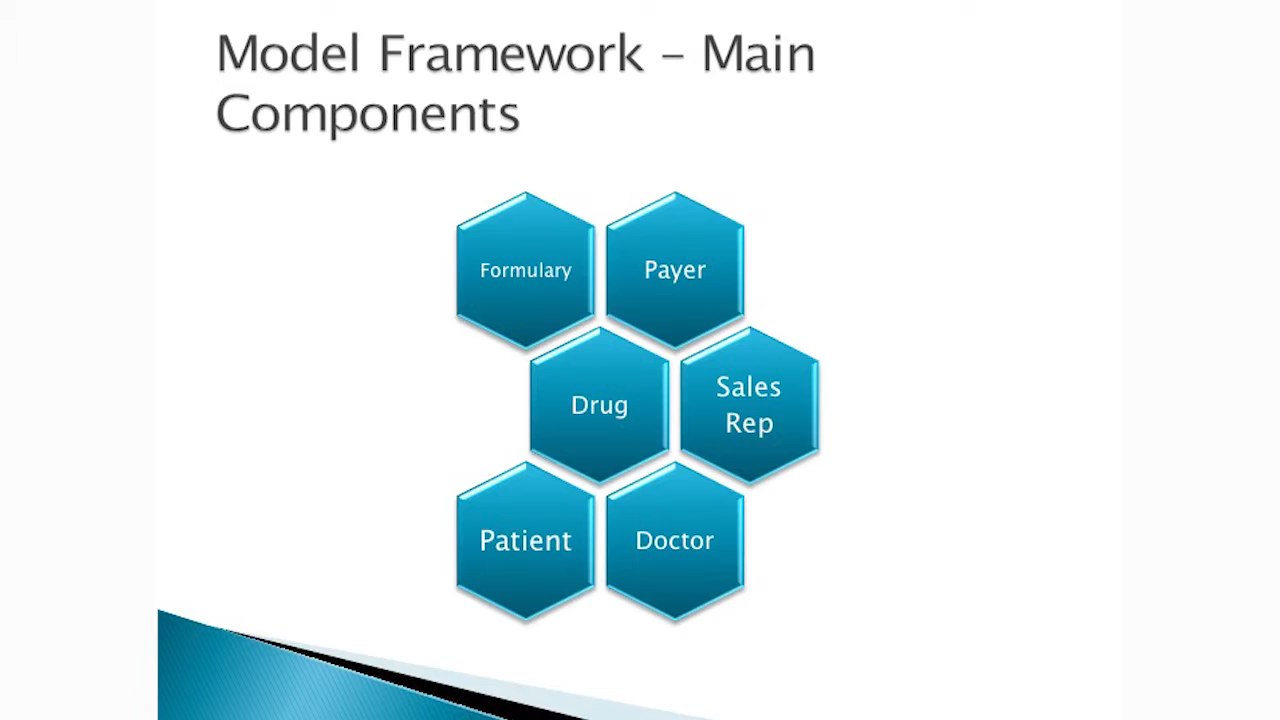 Model Framework – Main
Components
Formulary
Payer
Drug
Sales
Rep
Patient
Doctor